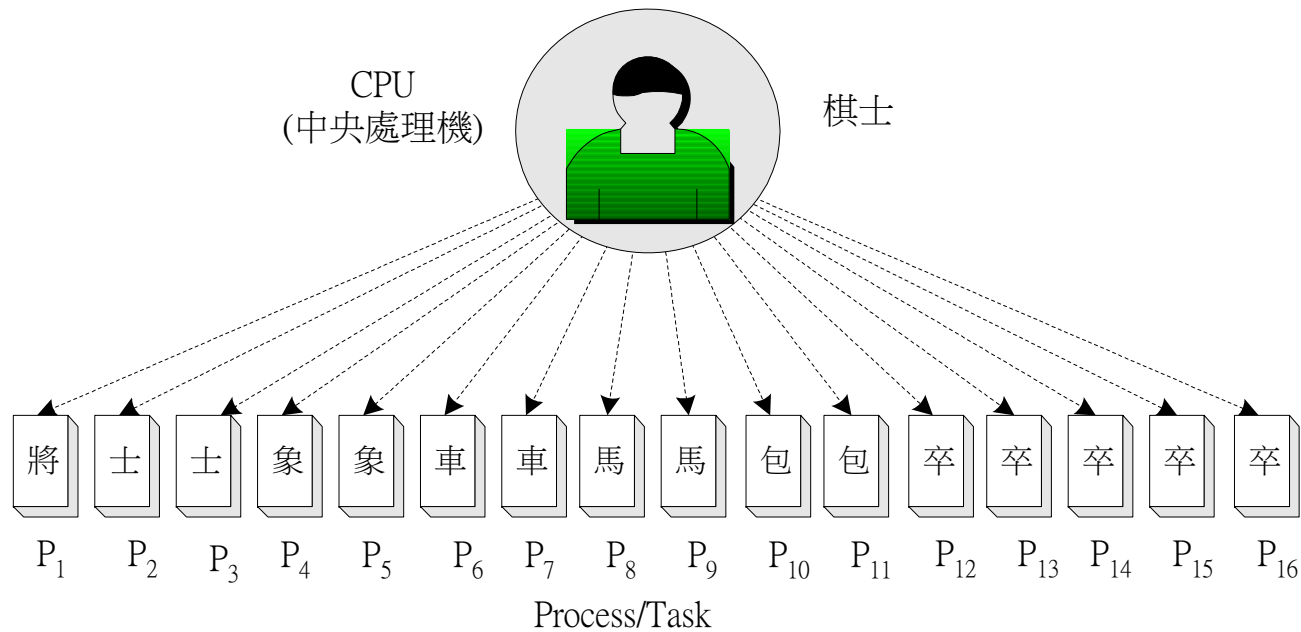 CPU
(中央處理機)
棋士
將 士 士 象 象 車 車 馬 馬 包 包 卒 卒 卒 卒 卒
P1 P2 P3 P4 P5 P6 P7 P8 P9 P10 P11 P12 P13 P14 P15 P16
Process/Task